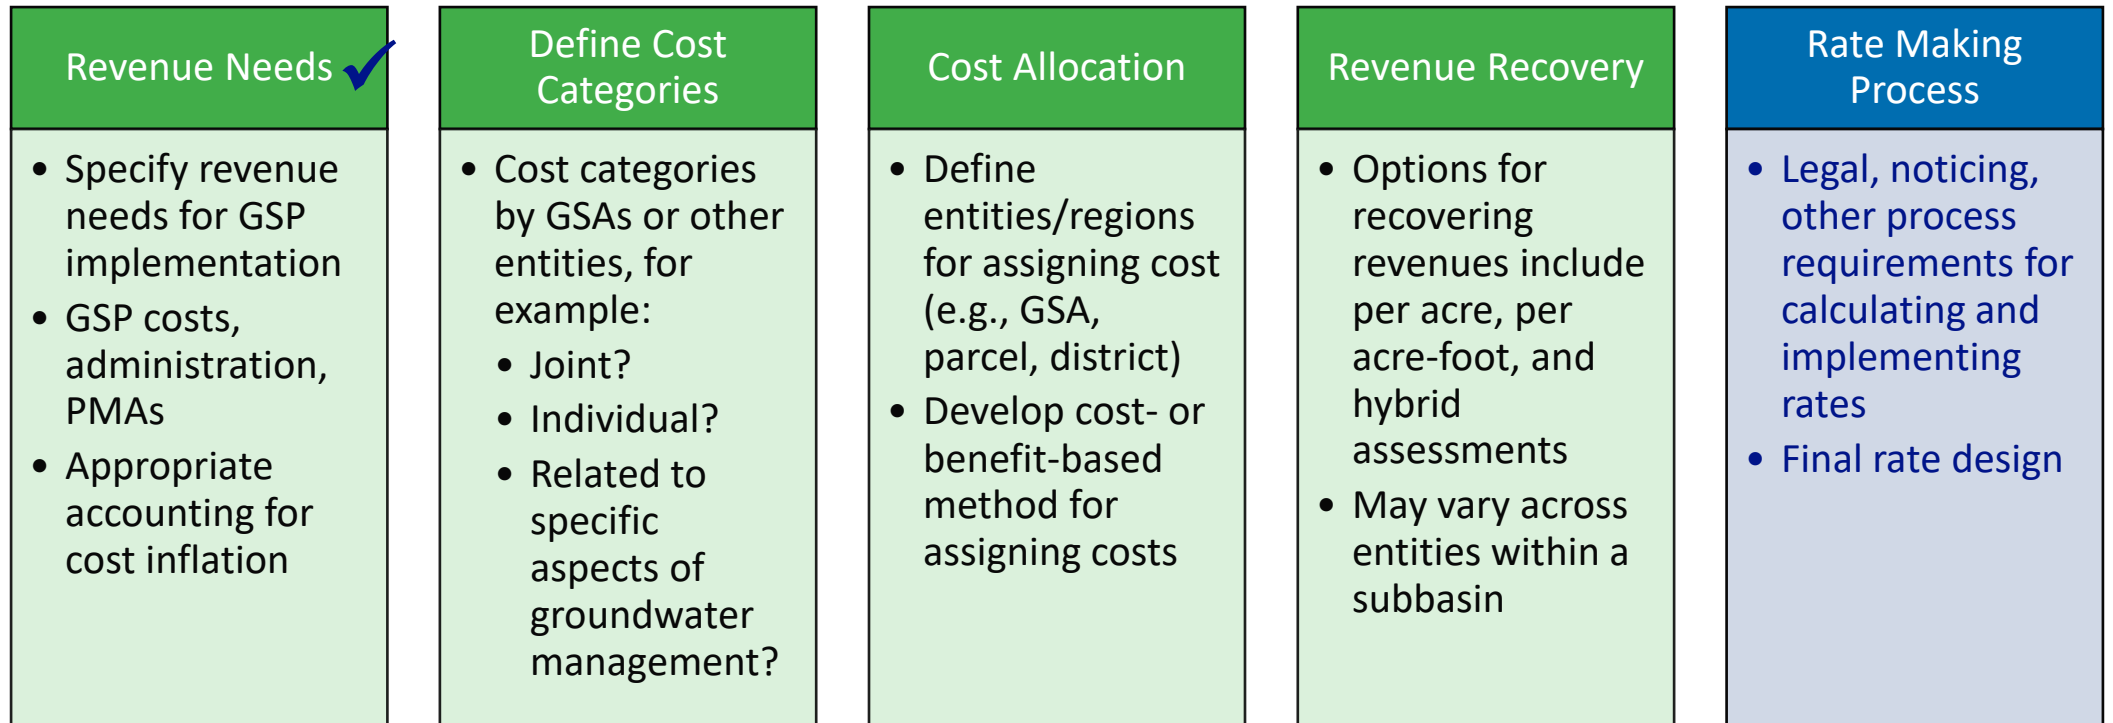 Revenue Needs ✓
• Specify revenue
needs for GSP
implementation
• GSP costs,
administration,
PMAs
• Appropriate
accounting for
cost inflation
Define Cost
Categories
• Cost categories
by GSAs or other
entities, for
example:
• Joint?
• Individual?
• Related to
specific
aspects of
groundwater
management?
Cost Allocation
• Define
entities/regions
for assigning cost
(e.g., GSA,
parcel, district)
• Develop cost- or
benefit-based
method for
assigning costs
Revenue Recovery
• Options for
recovering
revenues include
per acre, per
acre-foot, and
hybrid
assessments
• May vary across
entities within a
subbasin
Rate Making
Process
• Legal, noticing,
other process
requirements for
calculating and
implementing
rates
• Final rate design